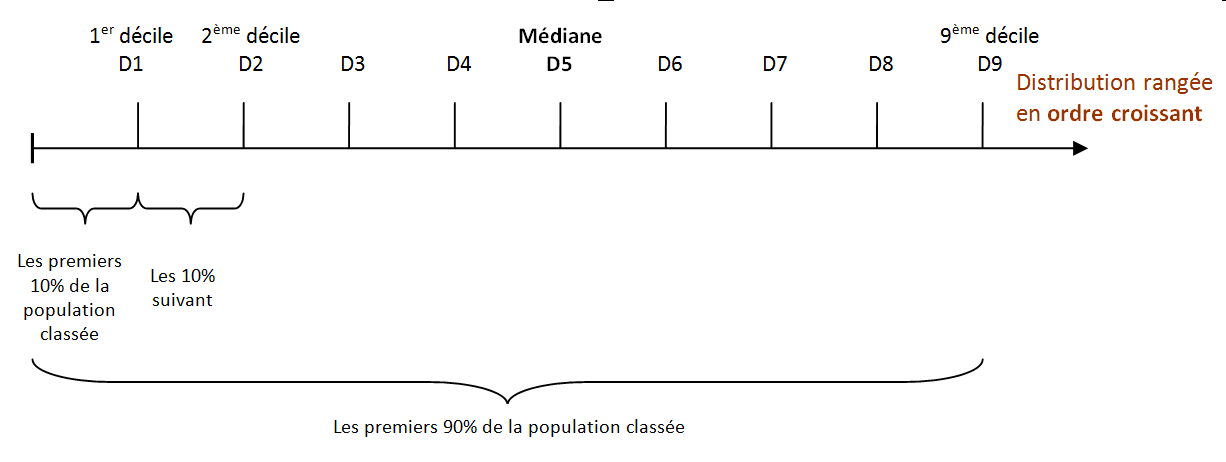 1er décile
2ème décile
Médiane
9ème décile
D1
D2
D3
D4
D5
D6
D7
D8
D9
Distribution rangée
en ordre croissant
Les premiers
10% de la
population
classée
Les 10%
suivant
Les premiers 90% de la population classée